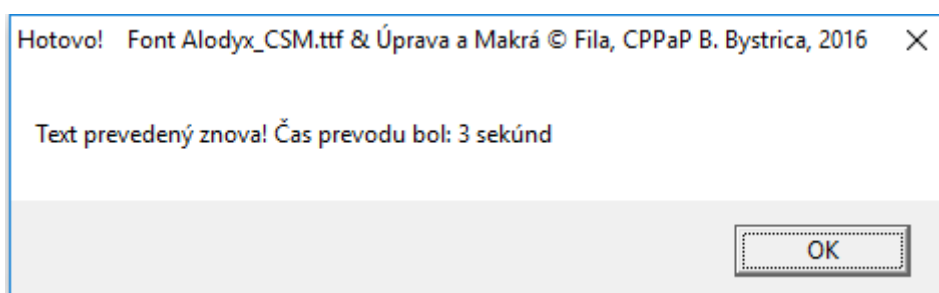 Hotovo! Font Alodyx_CSM.ttf & Úprava a Makrá © Fila, CPPaP B. Bystrica, 2016
Text prevedený znova! Čas prevodu bol: 3 sekúnd
OK